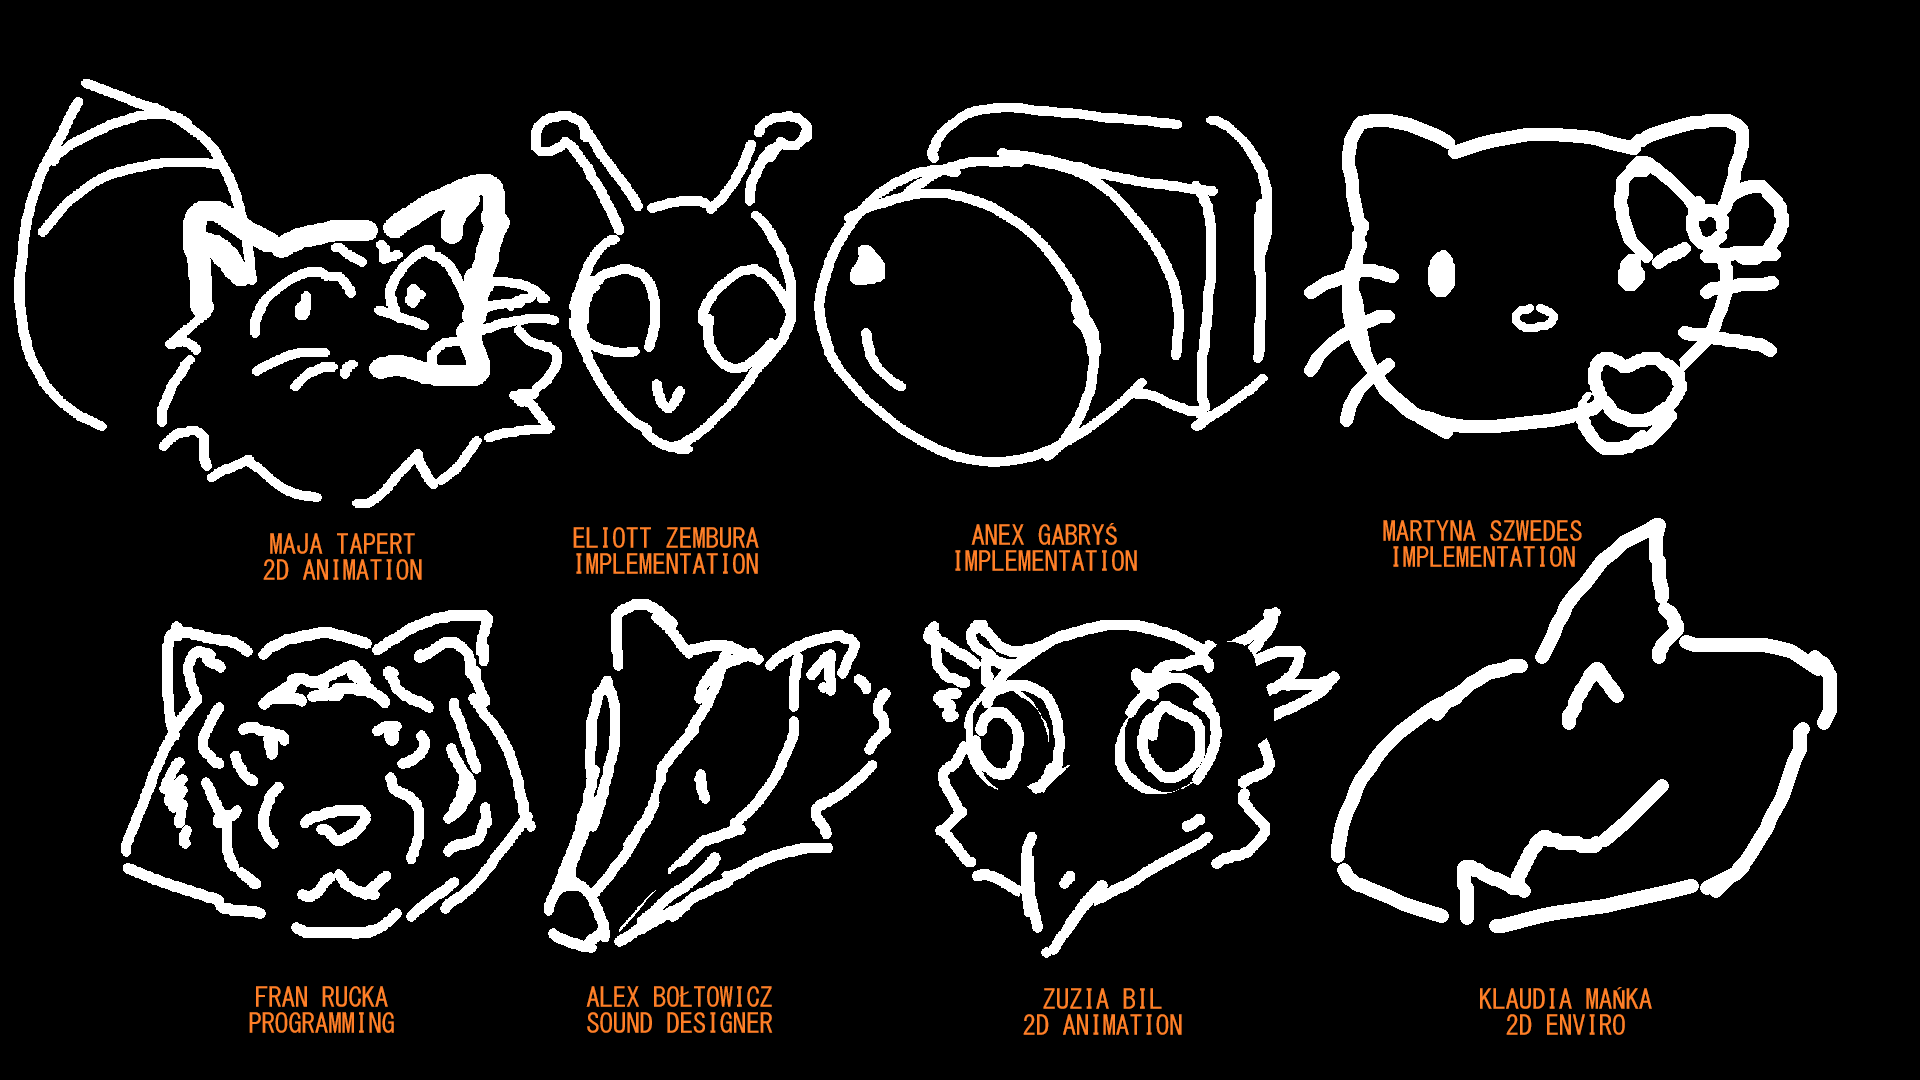 MAJA TAPERT
2D ANIMATION
ELIOTT ZEMBURA
IMPLEMENTATION
ANEX GABRYŚ
IMPLEMENTATION
MARTYNA SZWEDES
IMPLEMENTATION
FRAN RUCKA
PROGRAMMING
ALEX BOŁTOWICZ
SOUND DESIGNER
ZUZIA BIL
2D ANIMATION
KLAUDIA MAŃKA
2D ENVIRO